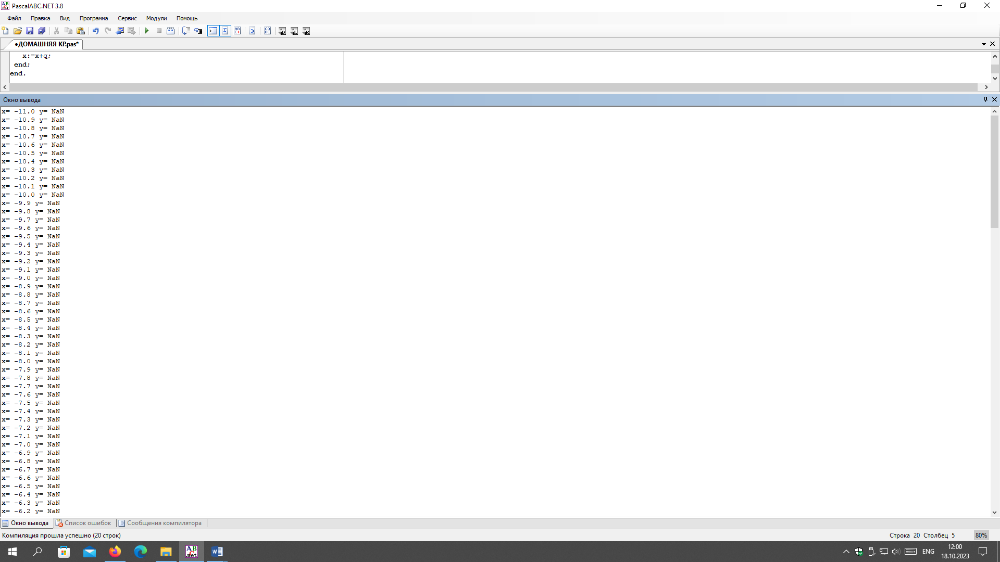 PascalABC.NET 3.8
Файл Правка Вид Программа Сервис Модули Помощь
•ДОМАШНЯЯ КР.pas*
x:=x+q;
end;
end.
Окно вывода
x= -11.0 y= NaN
x= -10.9 y= NaN
x= -10.8 y= NaN
x= -10.7 y= NaN
x= -10.6 y= NaN
x= -10.5 y= NaN
x= -10.4 y= NaN
x= -10.3 y= NaN
x= -10.2 y= NaN
x= -10.1 y= NaN
x= -10.0 y= NaN
x= -9.9 y= NaN
x= -9.8 y= NaN
x= -9.7 y= NaN
x= -9.6 y= NaN
x= -9.5 y= NaN
x= -9.4 y= NaN
x= -9.3 y= NaN
x= -9.2 y= NaN
x= -9.1 y= NaN
x= -9.0 y= NaN
x= -8.9 y= NaN
x= -8.8 y= NaN
x= -8.7 y= NaN
x= -8.6 y= NaN
x= -8.5 y= NaN
x= -8.4 y= NaN
x= -8.3 y= NaN
x= -8.2 y= NaN
x= -8.1 y= NaN
x= -8.0 y= NaN
x= -7.9 y= NaN
x= -7.8 y= NaN
x= -7.7 y= NaN
x= -7.6 y= NaN
x= -7.5 y= NaN
x= -7.4 y= NaN
x= -7.3 y= NaN
x= -7.2 y= NaN
x= -7.1 y= NaN
x= -7.0 y= NaN
x= -6.9 y= NaN
x= -6.8 y= NaN
x= -6.7 y= NaN
x= -6.6 y= NaN
x= -6.5 y= NaN
x= -6.4 y= NaN
x= -6.3 y= NaN
x= -6.2 y= NaN
Окно вывода Список ошибок Сообщения компилятора
Компиляция прошла успешно (20 строк) Строка 20 Столбец 5 80%
ENG 12:00
18.10.2023